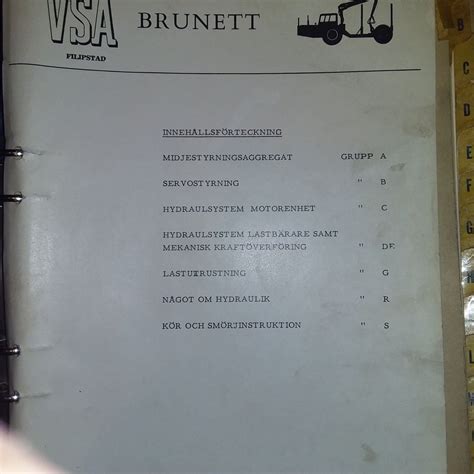 VSA BRUNETT
FILIPSTAD
INNEHÅLLSFÖRTECKNING
MIDJESTYRNINGSAGGREGAT GRUPP A
SERVOSTYRNING " B
HYDRAULSYSTEM MOTORENHET " C
HYDRAULSYSTEM LASTBÄRARE SAMT
MEKANISK KRAFTÖVERFÖRING " DE
LASTUTRUSTNING " G
NÅGOT OM HYDRAULIK " R
KÖR OCH SMÖRJINSTRUKTION " S
B
C
D
E
F
G